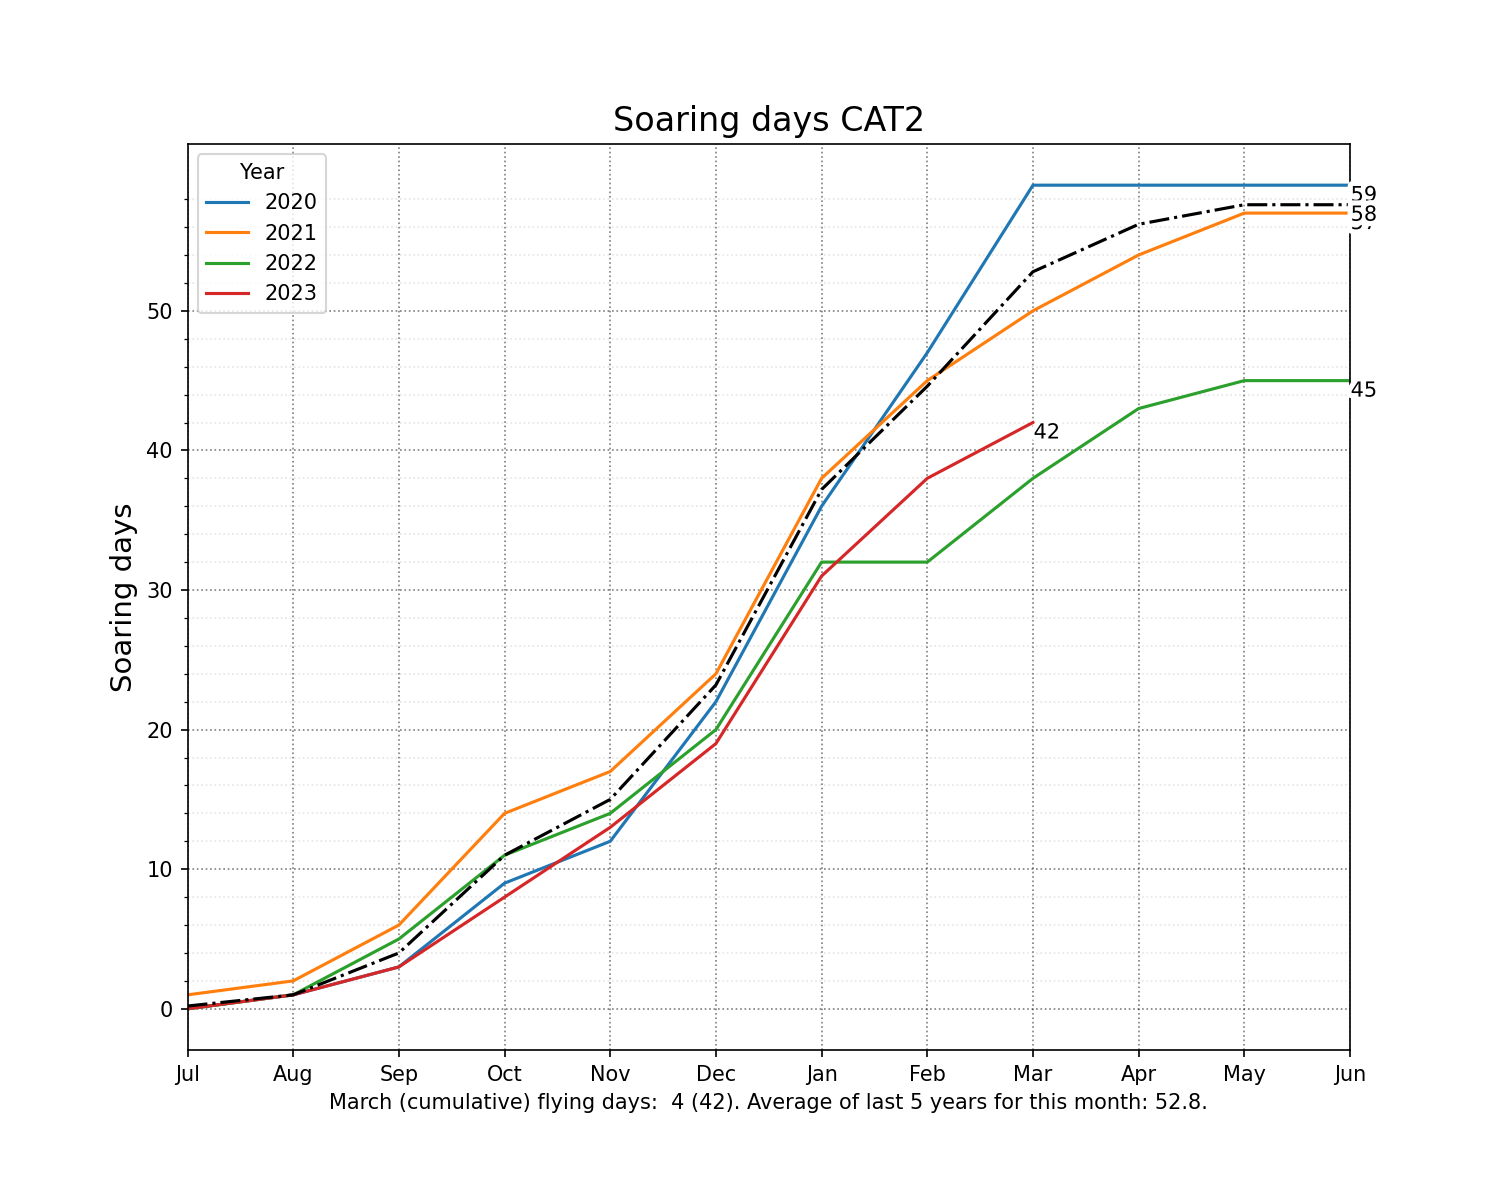 Soaring days CAT2
Year
2020
2021
2022
2023
59
58
45
42
50
40
30
20
10
0
Soaring days
Jul Aug Sep Oct Nov Dec Jan Feb Mar Apr May Jun
March (cumulative) flying days:  4 (42). Average of last 5 years for this month: 52.8.